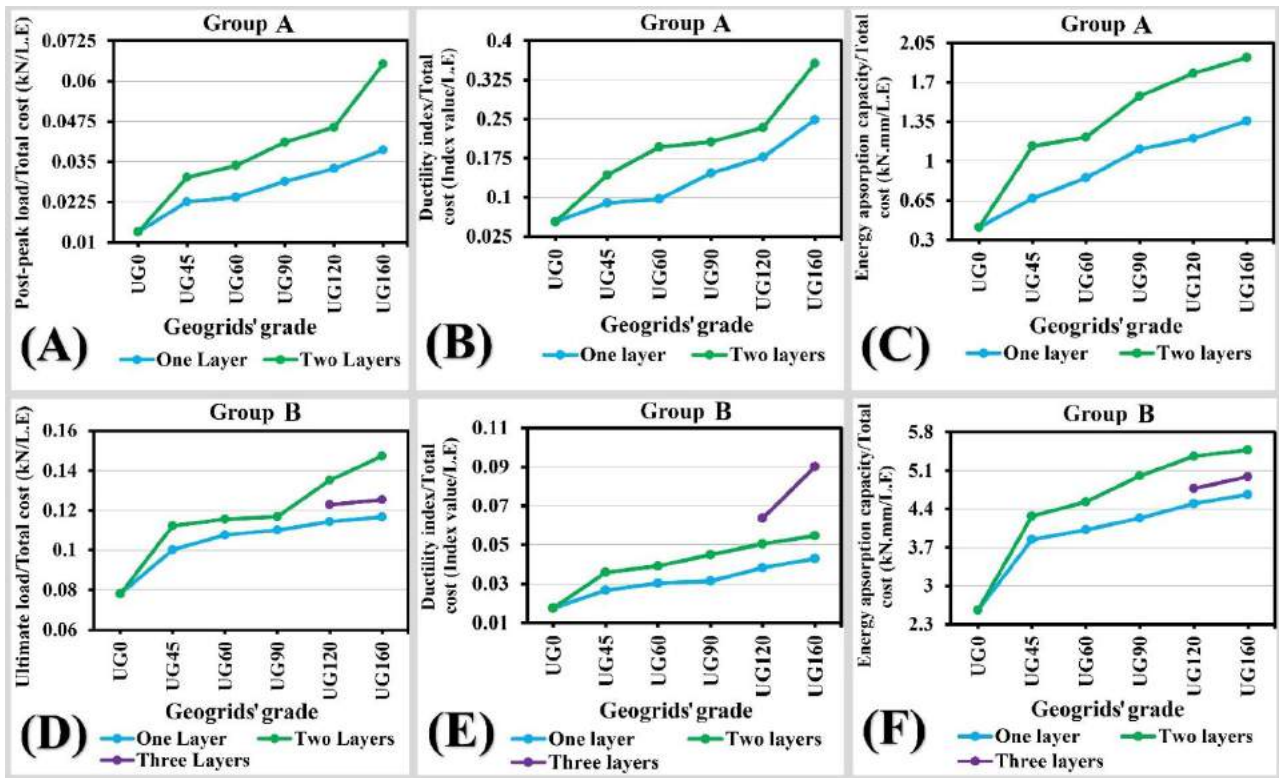 Group A
Post-peak load/Total cost (kN/L.E)
0.0725
0.06
0.0475
0.035
0.0225
0.01
UG0
UG45
UG60
UG90
UG120
UG160
Geogrids' grade
(A)
One Layer
Two Layers
Group A
Ductility index/Total
cost (Index value/L.E)
0.4
0.325
0.25
0.175
0.1
0.025
UG0
UG45
UG60
UG90
UG120
UG160
Geogrids' grade
(B)
One layer
Two layers
Group A
Energy apsorption capacity/Total
cost (kN.mm/L.E)
2.05
1.7
1.35
1
0.65
0.3
UG0
UG45
UG60
UG90
UG120
UG160
Geogrids' grade
(C)
One layer
Two layers
Group B
Ultimate load/Total cost (kN/L.E)
0.16
0.14
0.12
0.1
0.08
0.06
UG0
UG45
UG60
UG90
UG120
UG160
Geogrids' grade
(D)
One Layer
Two Layers
Three Layers
Group B
Ductility index/Total
cost (Index value/L.E)
0.11
0.09
0.07
0.05
0.03
0.01
UG0
UG45
UG60
UG90
UG120
UG160
Geogrids' grade
(E)
One layer
Two layers
Three layers
Group B
Energy apsorption capacity/Total
cost (kN.mm/L.E)
5.8
5.1
4.4
3.7
3
2.3
UG0
UG45
UG60
UG90
UG120
UG160
Geogrids' grade
(F)
One layer
Two layers
Three layers